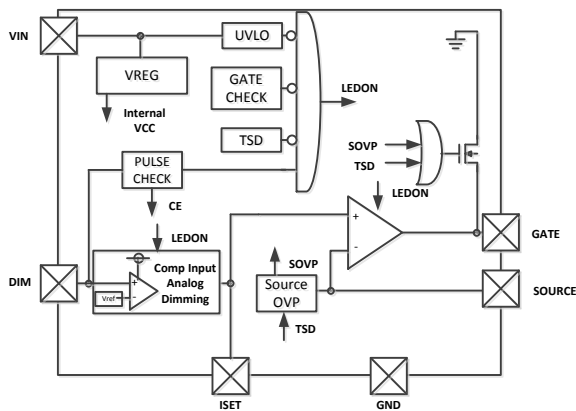 VIN
UVLO
VREG
GATE
CHECK
LEDON
Internal
VCC
TSD
SOVP
TSD
PULSE
CHECK
LEDON
CE
LEDON
+
-
GATE
DIM
+
-
Vref
Comp Input
Analog
Dimming
SOVP
Source
OVP
SOURCE
TSD
ISET
GND